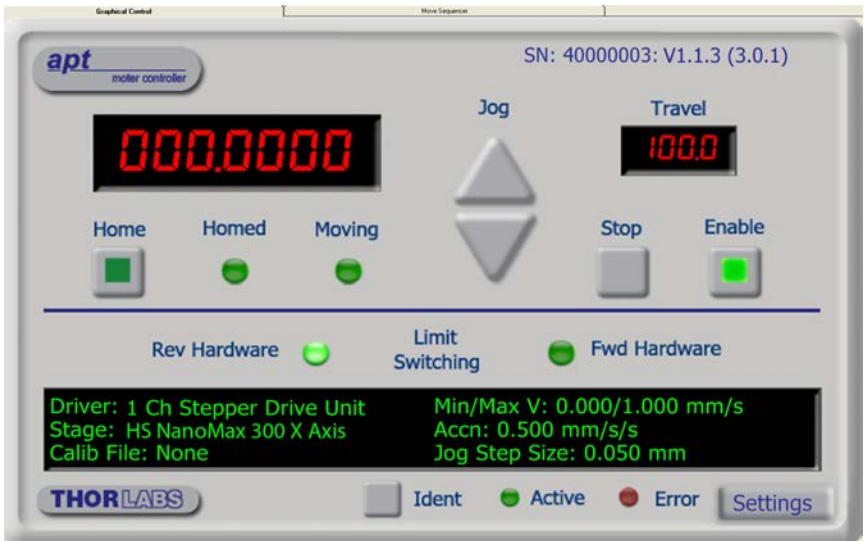 Graphical Control Move Sequencer
apt
moter controller
SN: 40000003: V1.1.3 (3.0.1)
Jog Travel
000.0000 100.0
Home Homed Moving Stop Enable
Rev Hardware Limit Switching Fwd Hardware
Driver: 1 Ch Stepper Drive Unit Min/Max V: 0.000/1.000 mm/s
Stage: HS NanoMax 300 X Axis Accn: 0.500 mm/s/s
Calib File: None Jog Step Size: 0.050 mm
THORLABS Ident Active Error Settings